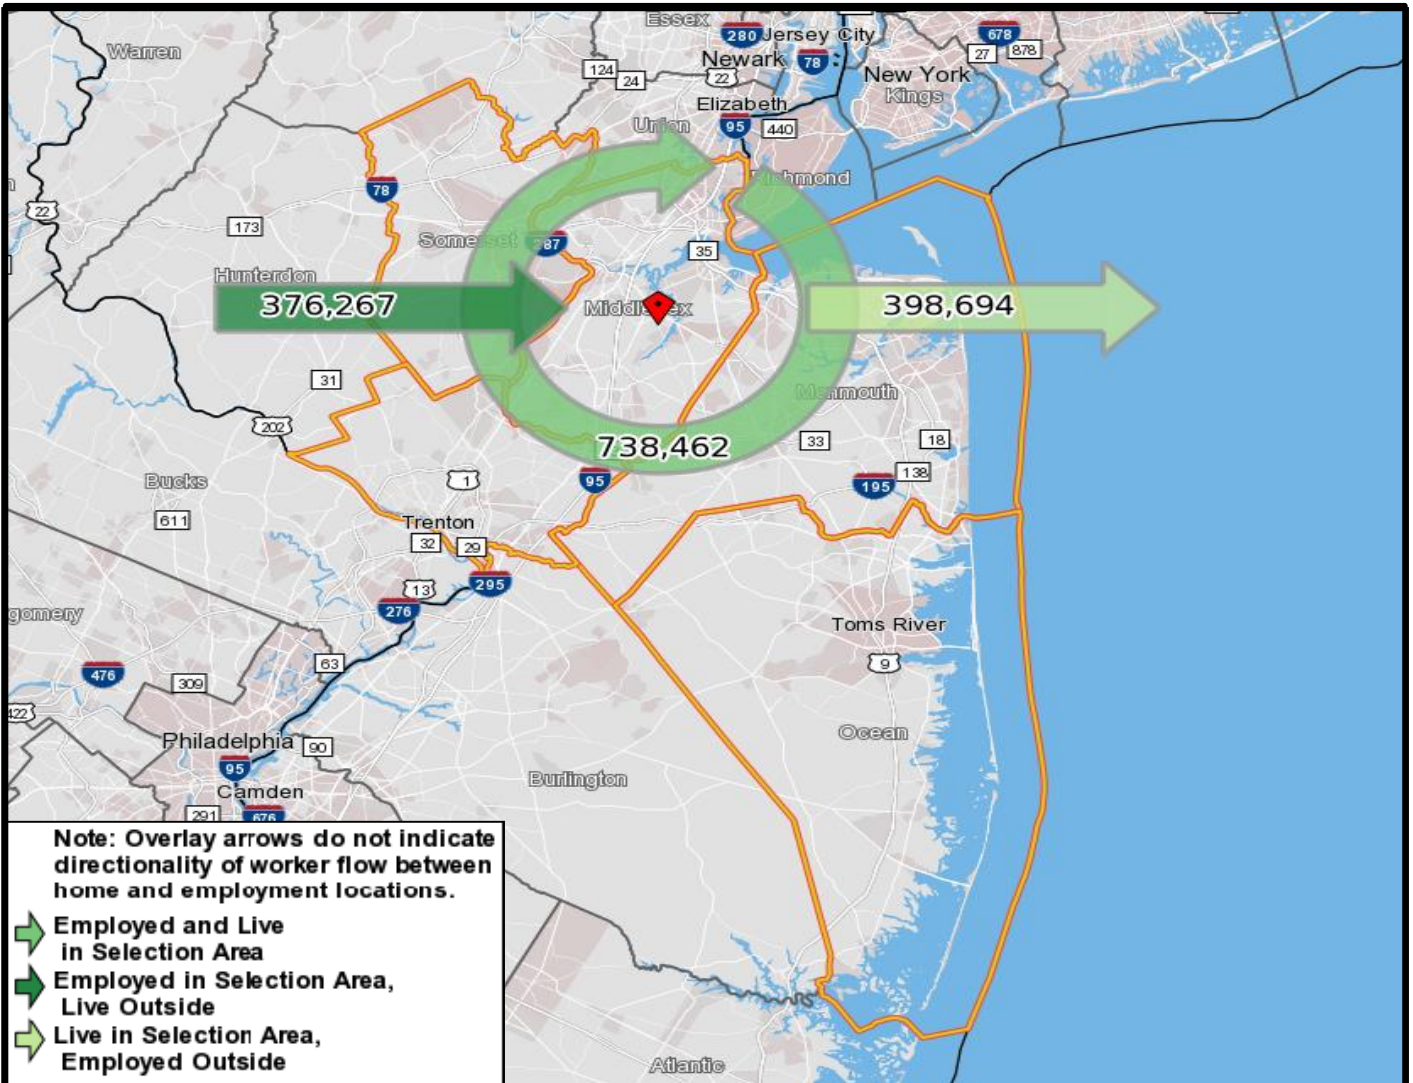 Essex
280
Jersey City
678
Warren
Newark
78
27
878
124
24
22
New York
Kings
Elizabeth
Union
95
440
78
Richmond
22
173
Somerset
287
35
Hunterdon
376,267
Middlesex
398,694
31
Monmouth
202
738,462
33
18
Bucks
1
95
195
138
611
Trenton
32
29
13
295
276
gomery
Toms River
63
9
476
309
422
Ocean
Philadelphia
90
95
Burlington
Camden
291
676
Note: Overlay arrows do not indicate
directionality of worker flow between
home and employment locations.
Employed and Live
in Selection Area
Employed in Selection Area,
Live Outside
Live in Selection Area,
Employed Outside
Atlantic